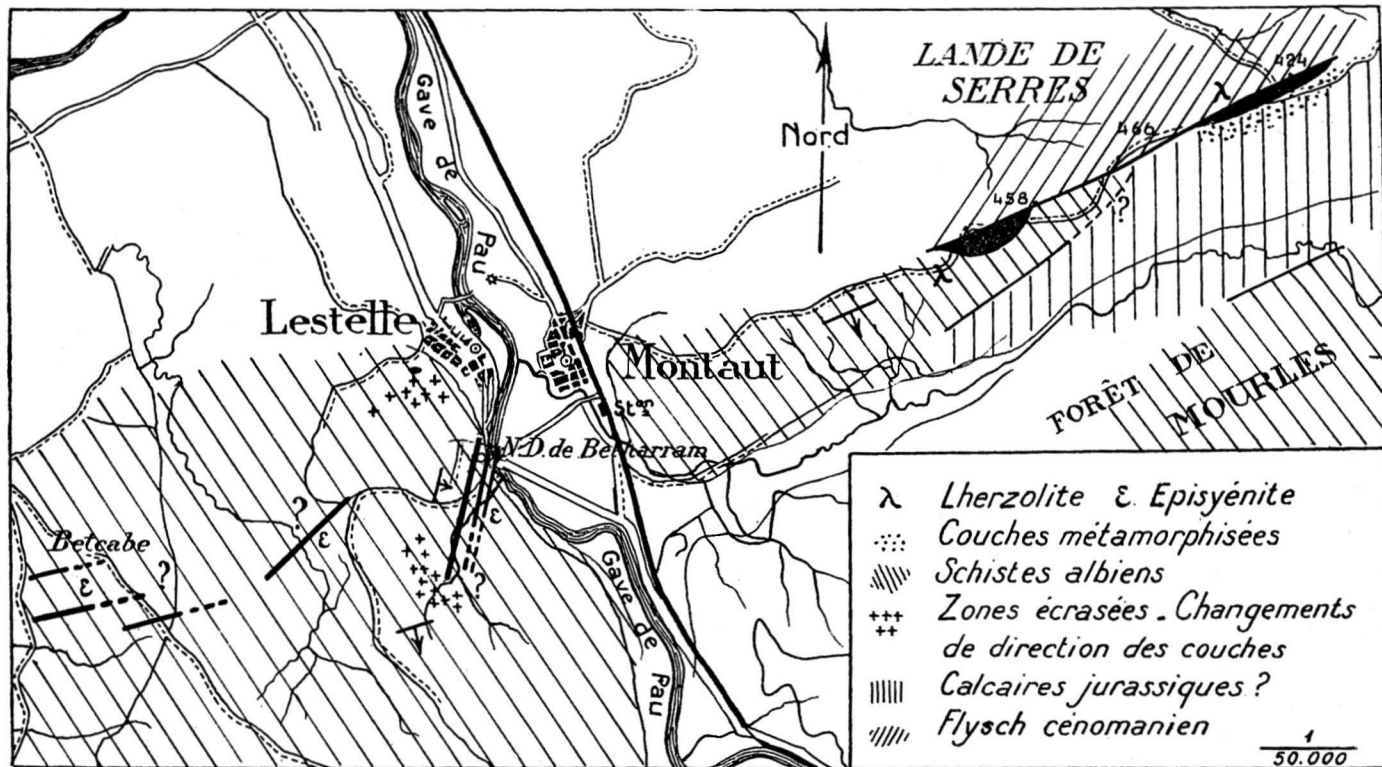 LANDE DE
SERRES
424
λ
466
Nord
458
?
λ
Gave de Pau
Lestelle
Montaut
Ston
N.D. de Betharram
FORÊT DE
MOURLES
?
ε
ε
Betcabe
ε
?
?
Gave de Pau
λ Lherzolite ε Episyénite
Couches métamorphisées
Schistes albiens
Zones écrasées - Changements
de direction des couches
Calcaires jurassiques ?
Flysch cénomanien
1
50.000